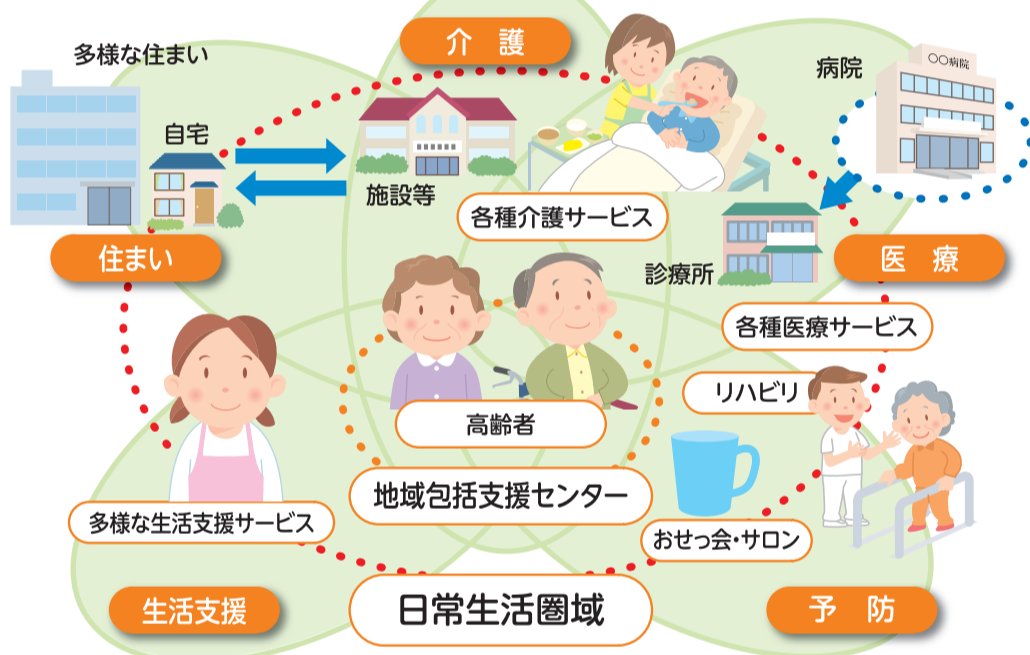 介 護
多様な住まい
病院
〇〇病院
自宅
施設等
各種介護サービス
住まい
診療所
医 療
各種医療サービス
リハビリ
高齢者
地域包括支援センター
多様な生活支援サービス
おせっ会・サロン
生活支援
日常生活圏域
予 防